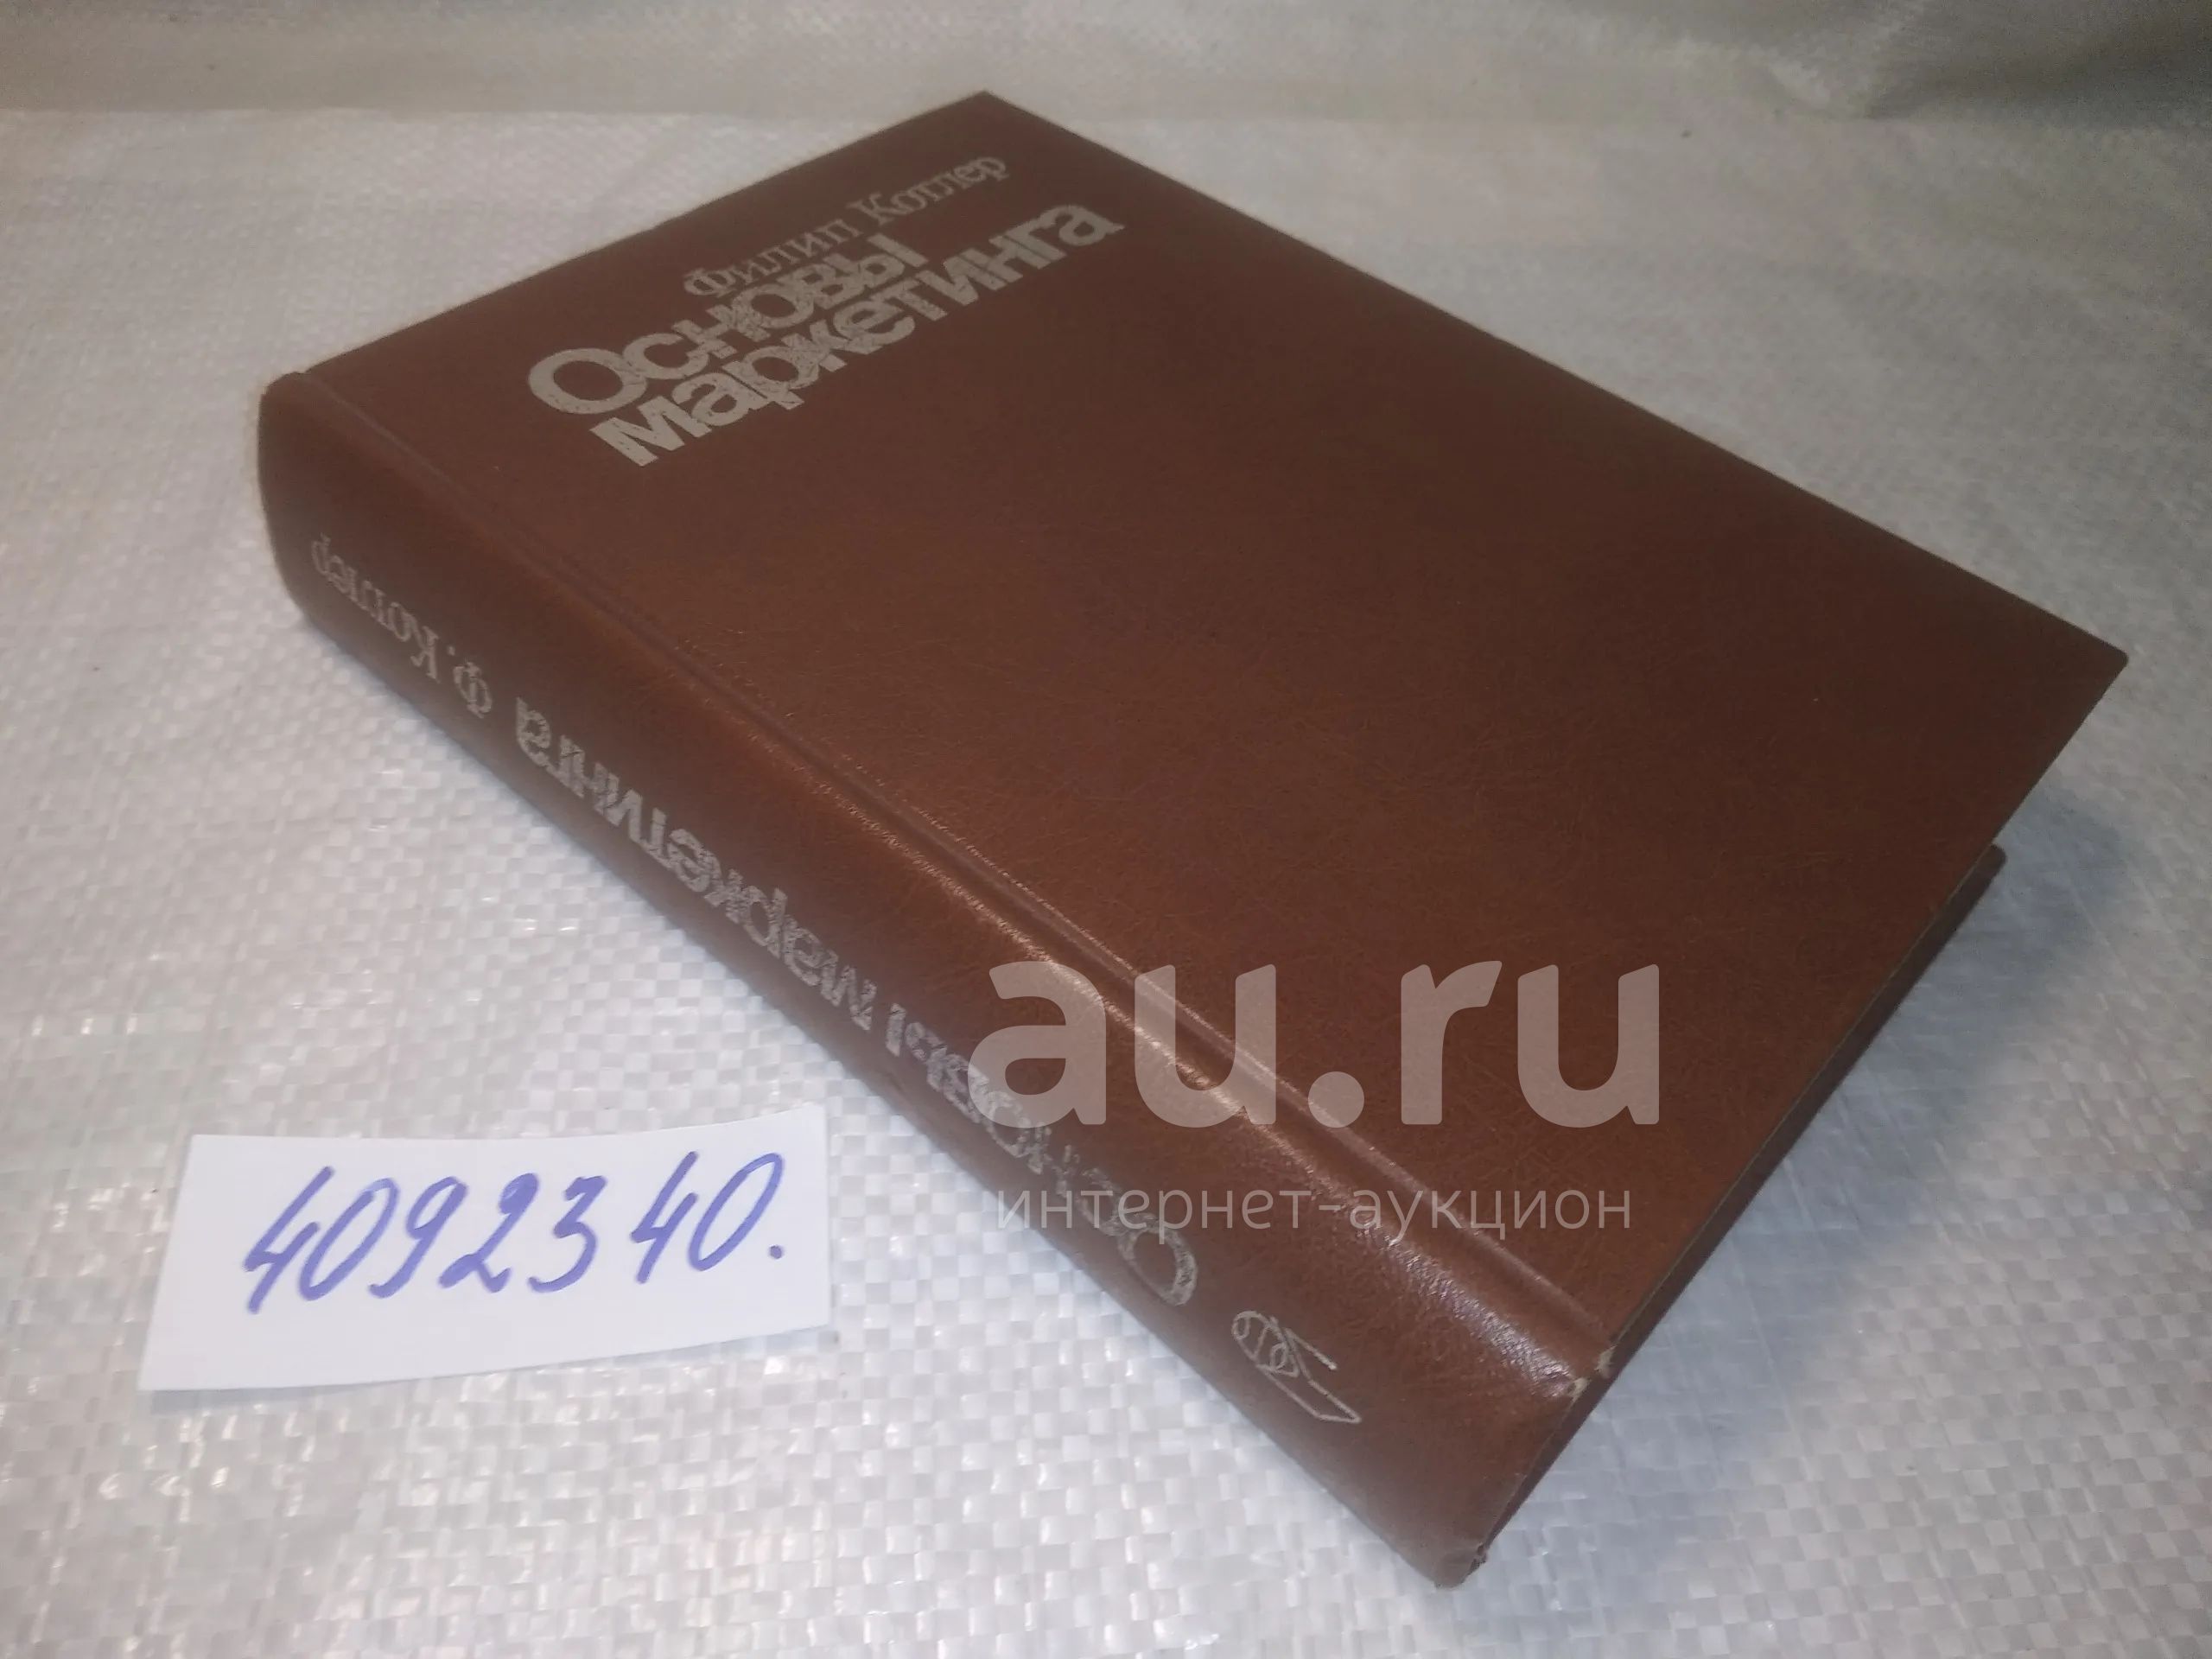 Филип Котлер
Основы
маркетинга
Основы маркетинга Ф. Котлер
au.ru
интернет-аукцион
4092340.